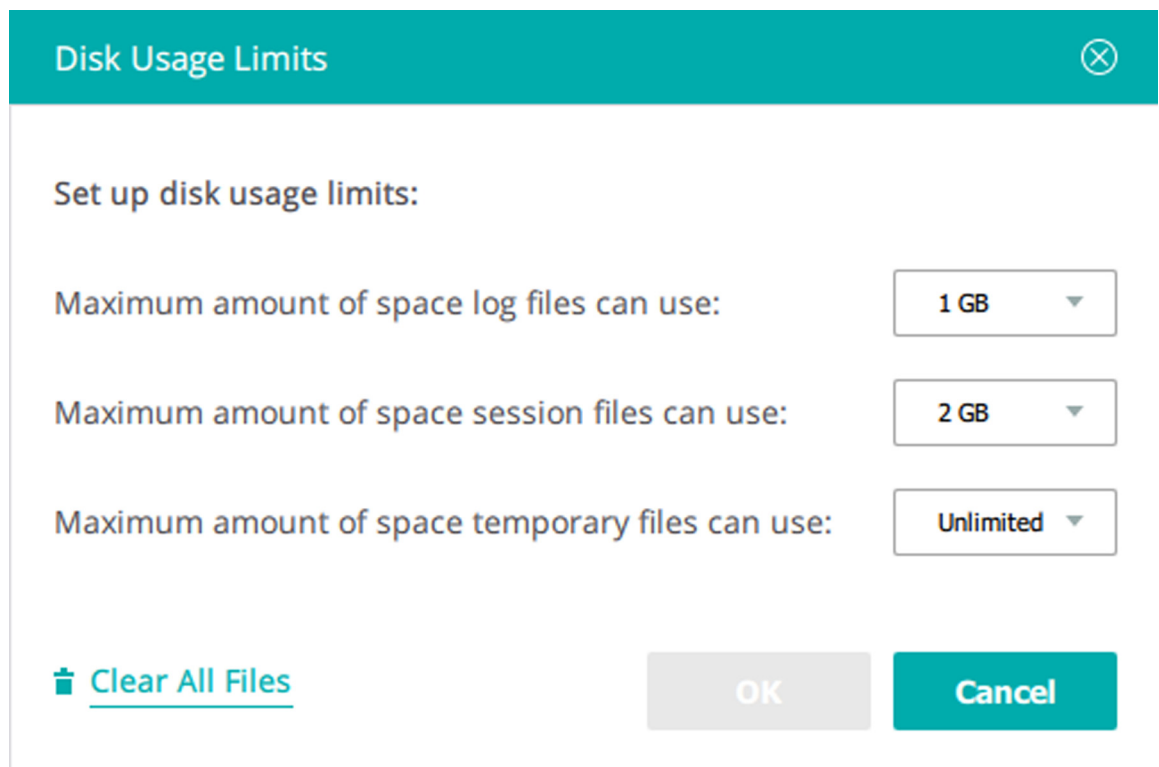 Disk Usage Limits
Set up disk usage limits:
Maximum amount of space log files can use: 1 GB
Maximum amount of space session files can use: 2 GB
Maximum amount of space temporary files can use: Unlimited
Clear All Files OK Cancel